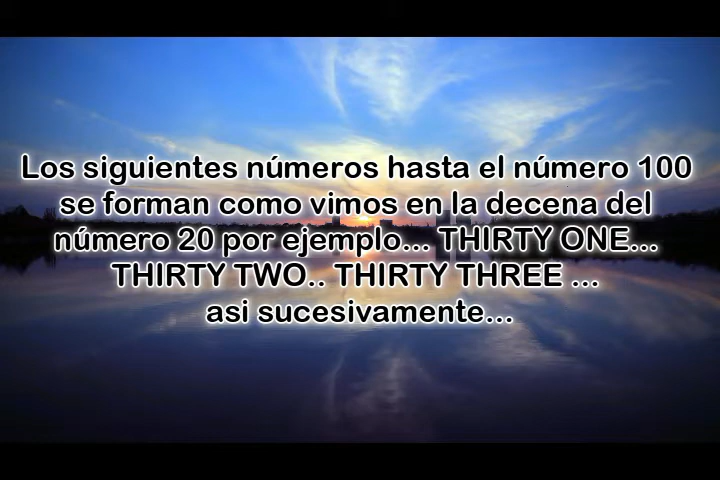 Los siguientes números hasta el número 100
se forman como vimos en la decena del
número 20 por ejemplo... THIRTY ONE...
THIRTY TWO.. THIRTY THREE ...
asi sucesivamente...